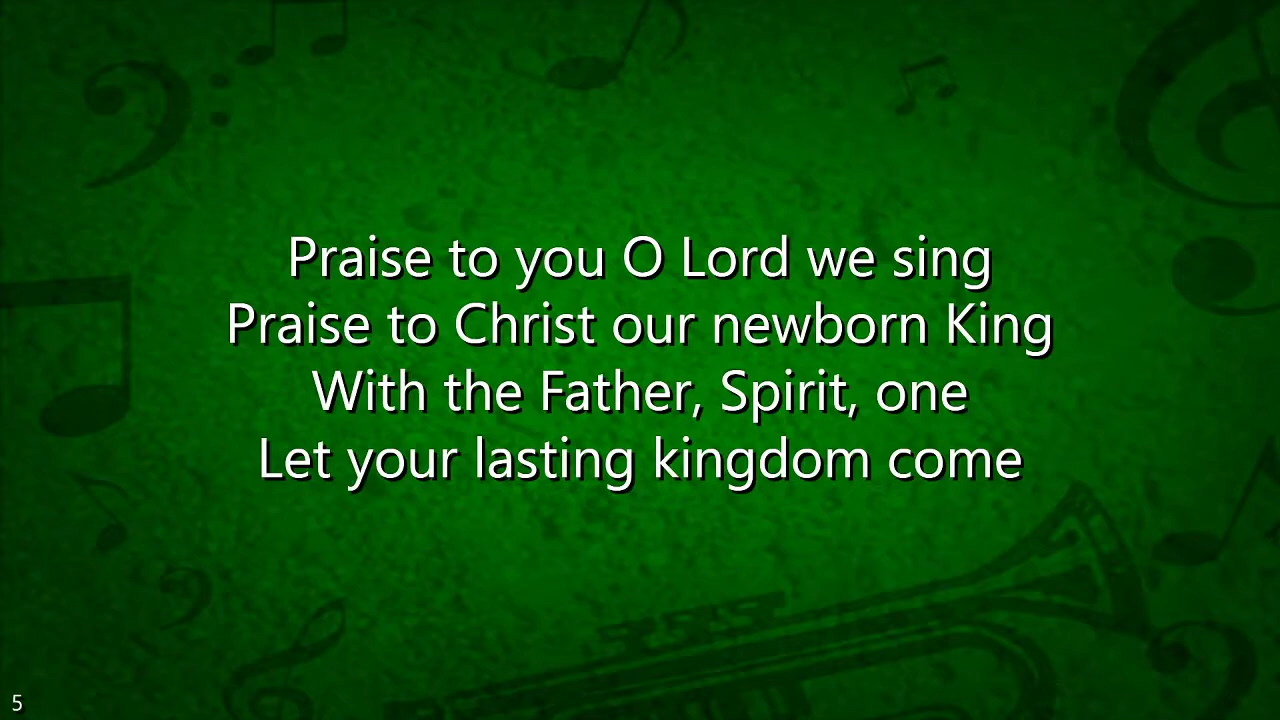 Praise to you O Lord we sing
Praise to Christ our newborn King
With the Father, Spirit, one
Let your lasting kingdom come
5